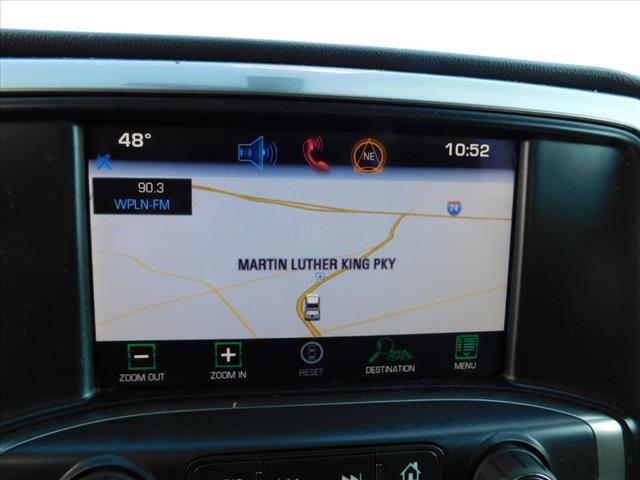 48°
NE
10:52
90.3
WPLN-FM
74
MARTIN LUTHER KING PKY
ZOOM OUT
ZOOM IN
RESET
DESTINATION
MENU